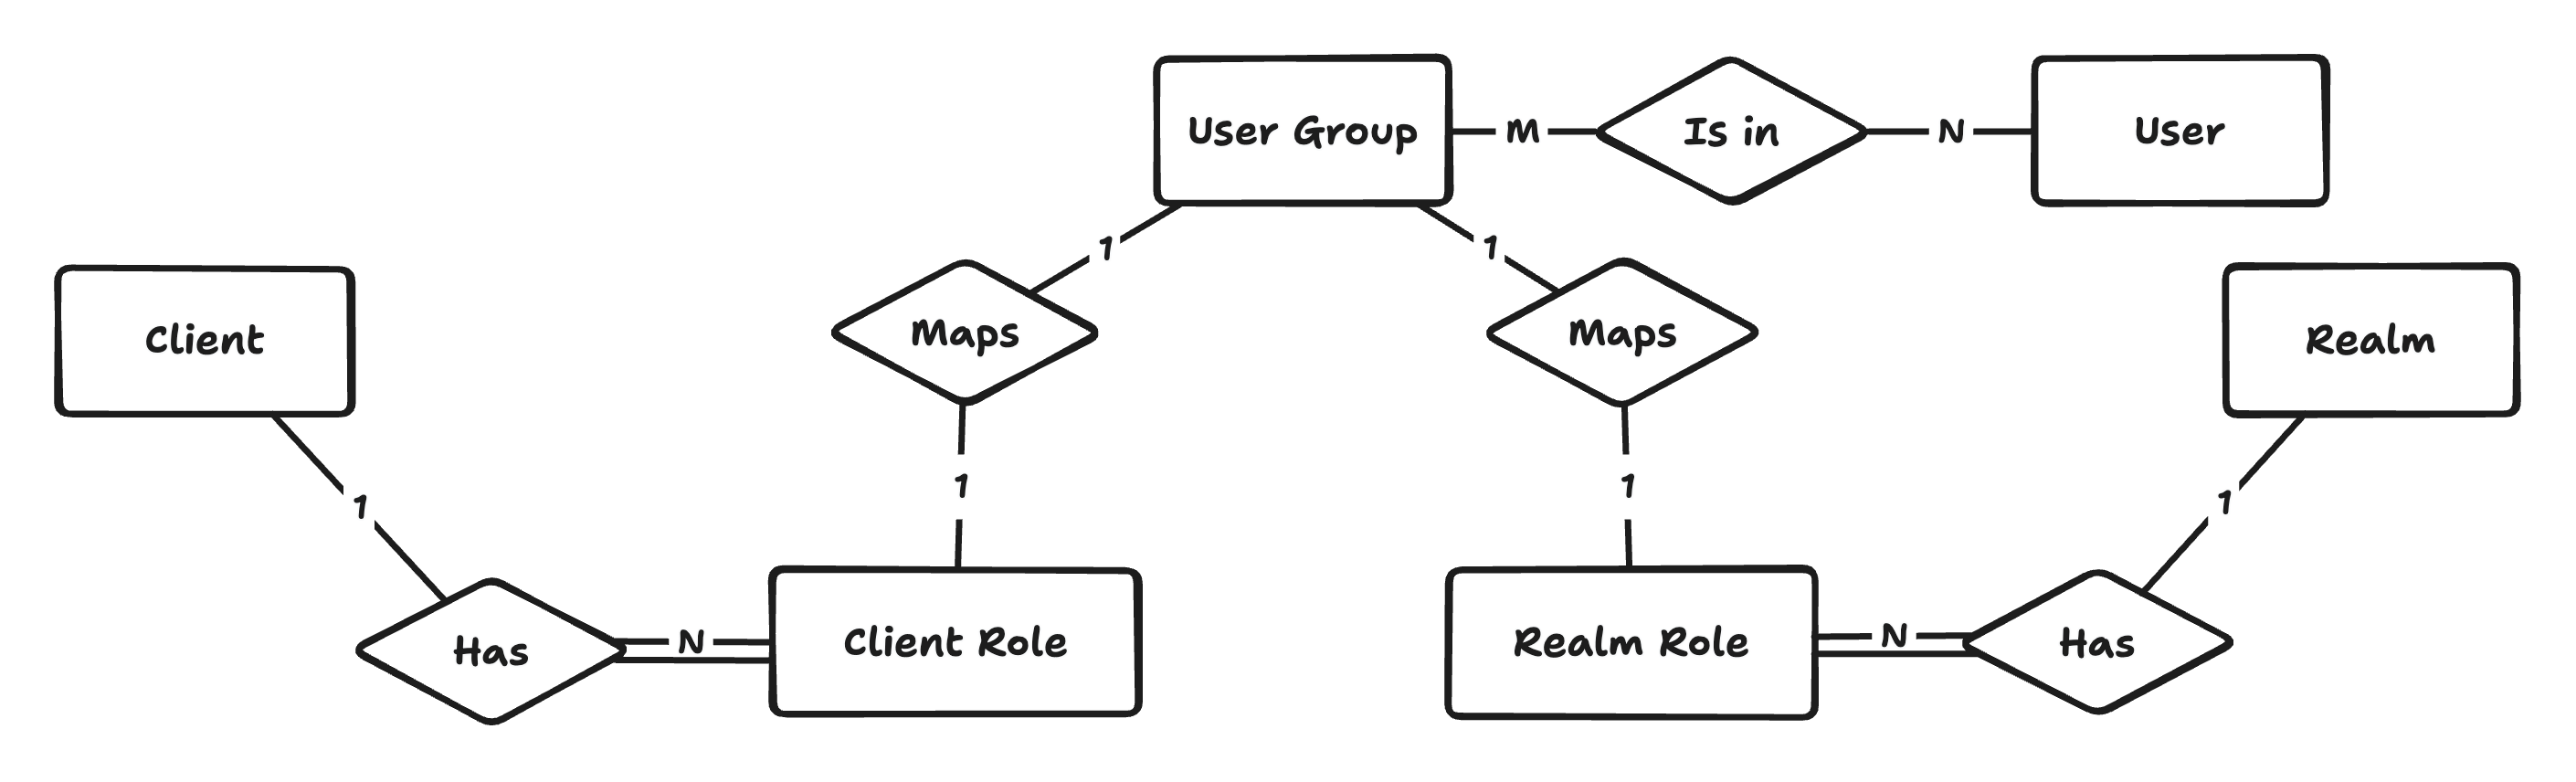 User Group
M
Is in
N
User
1
1
Client
Maps
Maps
Realm
1
1
1
1
Has
N
Client Role
Realm Role
N
Has